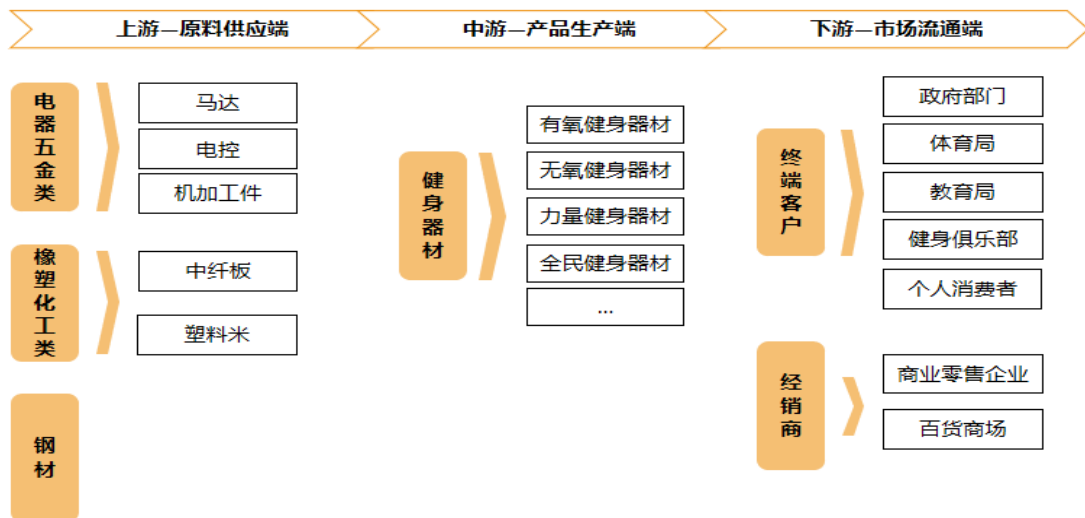 上游—原料供应端
中游—产品生产端
下游—市场流通端
电器五金类
马达
电控
机加工件
橡塑化工类
中纤板
塑料米
钢材
健身器材
有氧健身器材
无氧健身器材
力量健身器材
全民健身器材
...
终端客户
政府部门
体育局
教育局
健身俱乐部
个人消费者
经销商
商业零售企业
百货商场